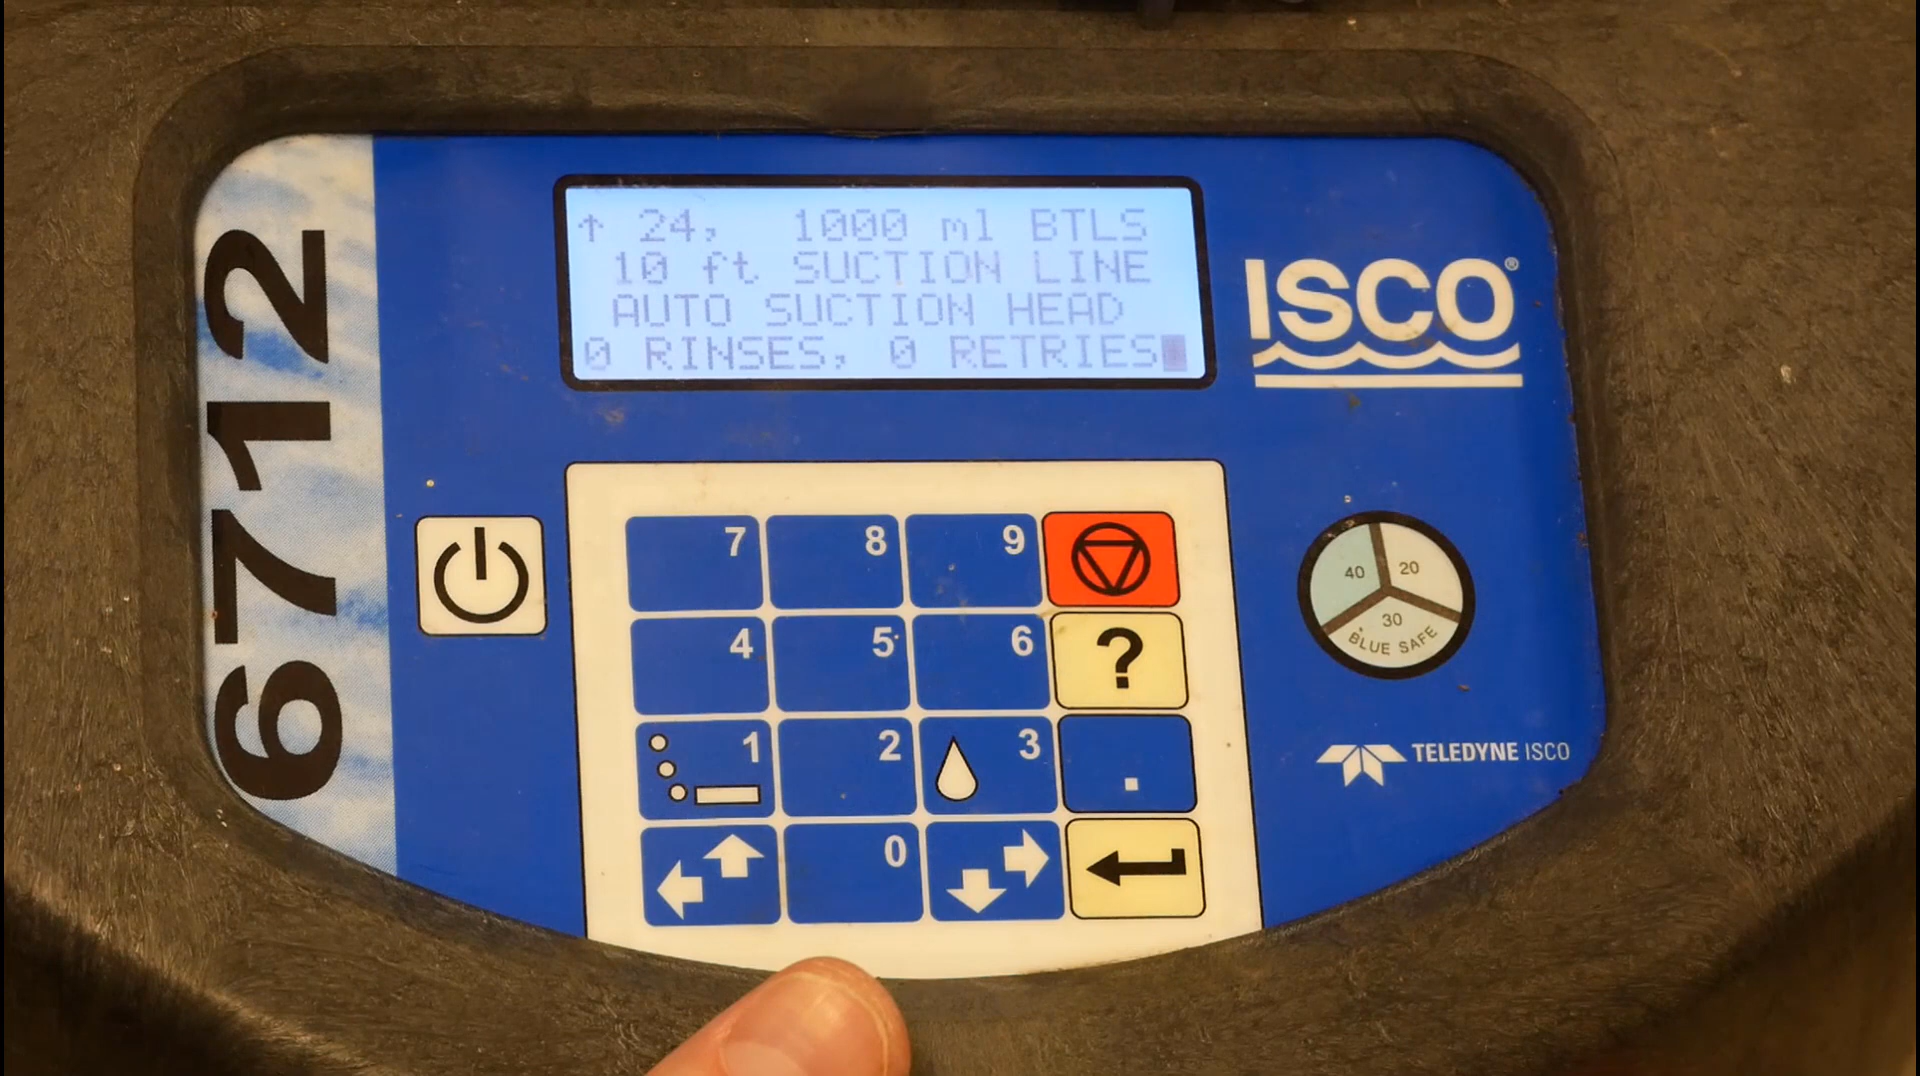 ↑ 24, 1000 ml BTLS
10 ft SUCTION LINE
AUTO SUCTION HEAD
0 RINSES, 0 RETRIES
6712
ISCO®
7 8 9
4 5 6 ?
1 2 3 .
0
40 20
30
BLUE SAFE
TELEDYNE ISCO